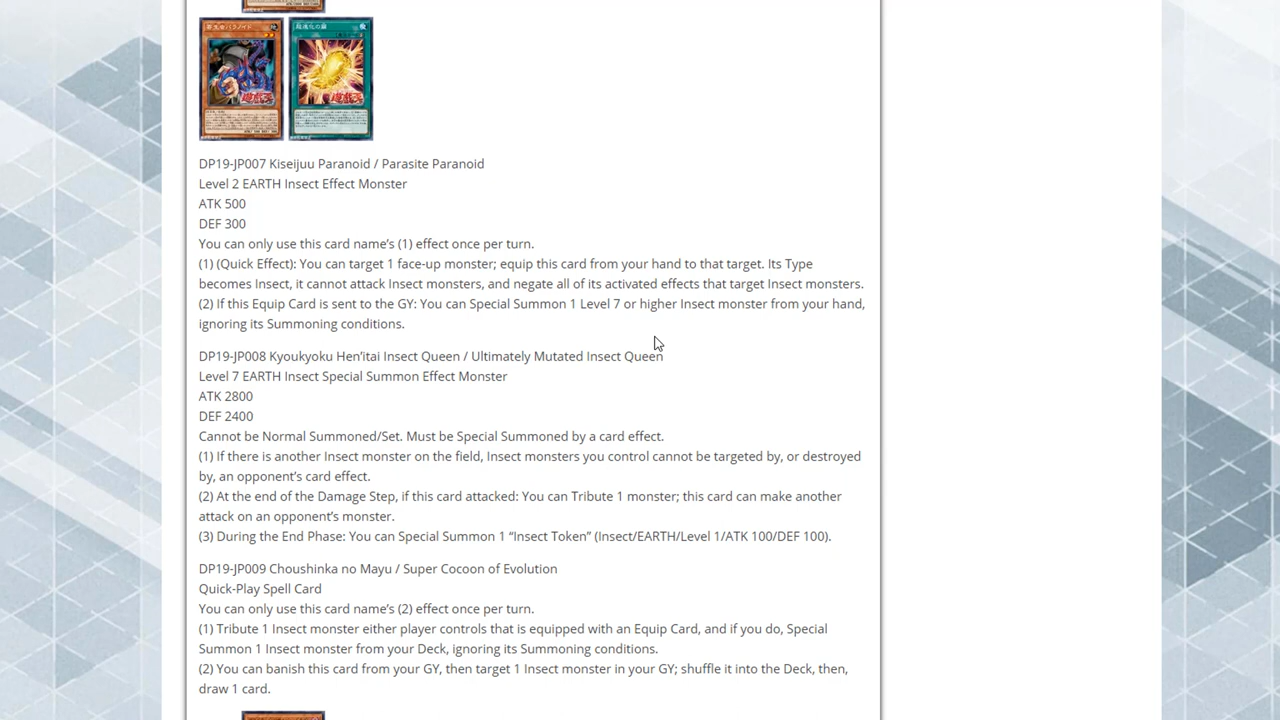 寄生虫パラノイド
超進化の繭
DP19-JP007 Kiseijuu Paranoid / Parasite Paranoid
Level 2 EARTH Insect Effect Monster
ATK 500
DEF 300
You can only use this card name’s (1) effect once per turn.
(1) (Quick Effect): You can target 1 face-up monster; equip this card from your hand to that target. Its Type
becomes Insect, it cannot attack Insect monsters, and negate all of its activated effects that target Insect monsters.
(2) If this Equip Card is sent to the GY: You can Special Summon 1 Level 7 or higher Insect monster from your hand,
ignoring its Summoning conditions.
DP19-JP008 Kyoukyoku Hen’itai Insect Queen / Ultimately Mutated Insect Queen
Level 7 EARTH Insect Special Summon Effect Monster
ATK 2800
DEF 2400
Cannot be Normal Summoned/Set. Must be Special Summoned by a card effect.
(1) If there is another Insect monster on the field, Insect monsters you control cannot be targeted by, or destroyed
by, an opponent’s card effect.
(2) At the end of the Damage Step, if this card attacked: You can Tribute 1 monster; this card can make another
attack on an opponent’s monster.
(3) During the End Phase: You can Special Summon 1 “Insect Token” (Insect/EARTH/Level 1/ATK 100/DEF 100).
DP19-JP009 Choushinka no Mayu / Super Cocoon of Evolution
Quick-Play Spell Card
You can only use this card name’s (2) effect once per turn.
(1) Tribute 1 Insect monster either player controls that is equipped with an Equip Card, and if you do, Special
Summon 1 Insect monster from your Deck, ignoring its Summoning conditions.
(2) You can banish this card from your GY, then target 1 Insect monster in your GY; shuffle it into the Deck, then,
draw 1 card.